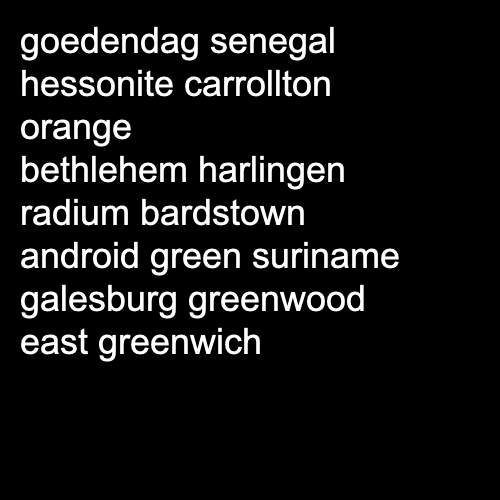 goedendag senegal
hessonite carrollton
orange
bethlehem harlingen
radium bardstown
android green suriname
galesburg greenwood
east greenwich